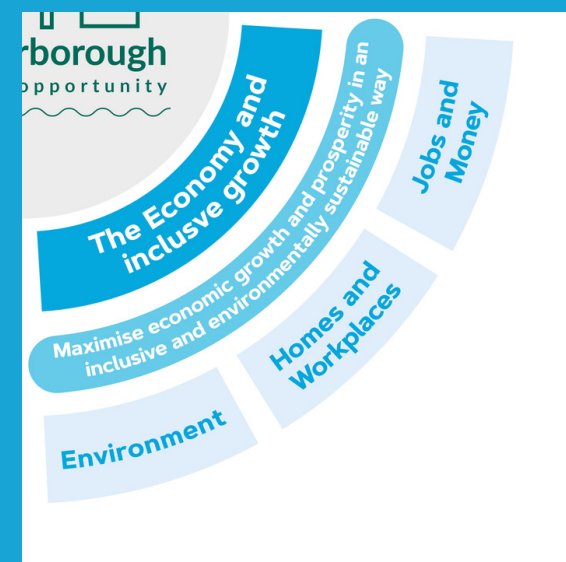 rborough
opportunity
The Economy and
inclusve growth
Maximise economic growth and prosperity in an
inclusive and environmentally sustainable way
Jobs and
Money
Homes and
Workplaces
Environment